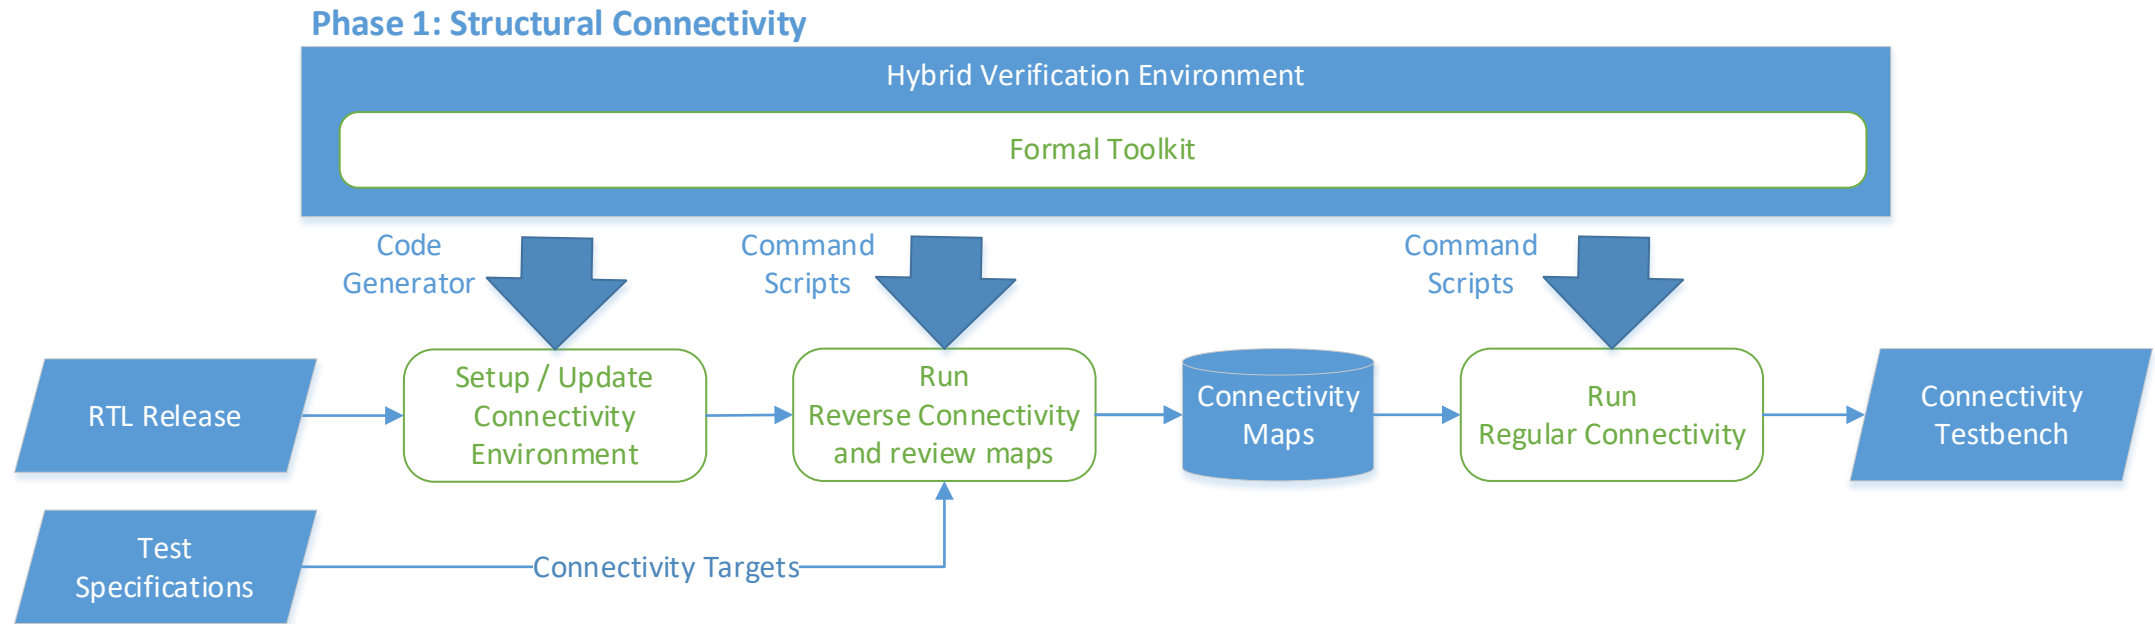 Phase 1: Structural Connectivity
Hybrid Verification Environment
Formal Toolkit
Code
Generator
Command
Scripts
Command
Scripts
RTL Release
Setup / Update
Connectivity
Environment
Run
Reverse Connectivity
and review maps
Connectivity
Maps
Run
Regular Connectivity
Connectivity
Testbench
Test
Specifications
Connectivity Targets